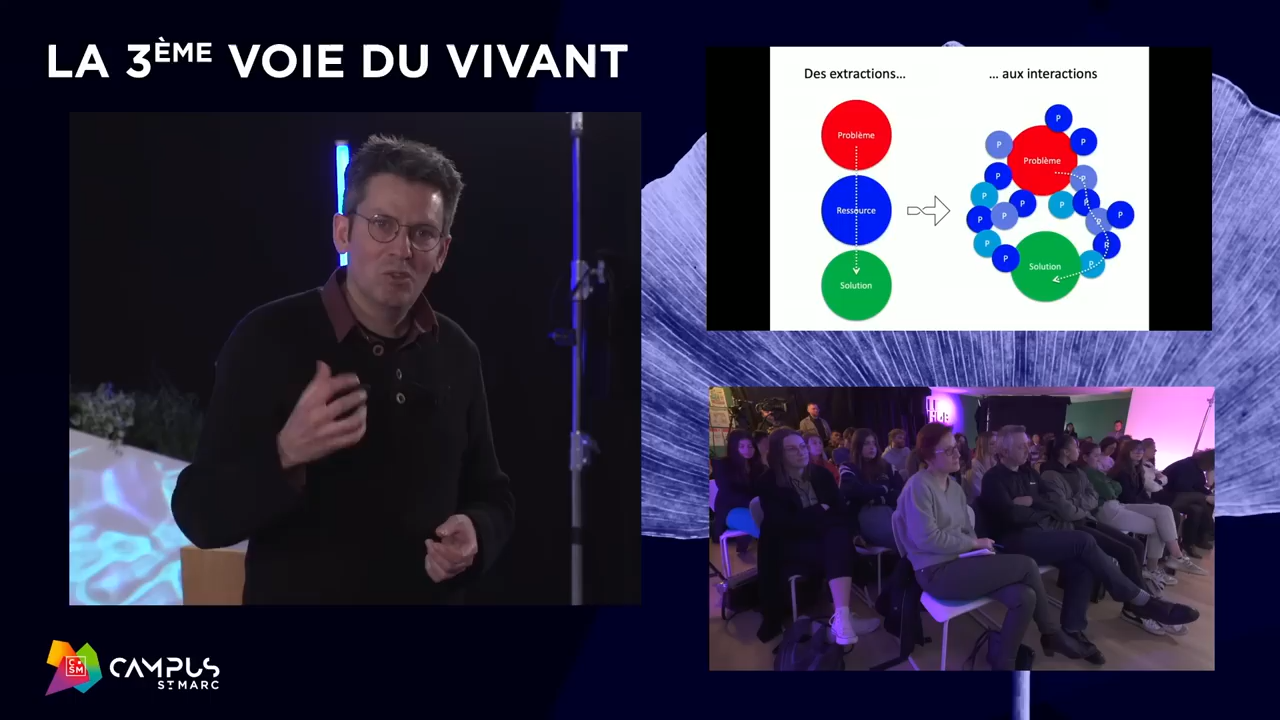 LA 3ÈME VOIE DU VIVANT
Des extractions...
... aux interactions
Problème
Ressource
Solution
P
P
P
Problème
P
P
P
P
P
P
P
P
P
P
P
P
P
P
Solution
P
P
CAMPUS
ST MARC